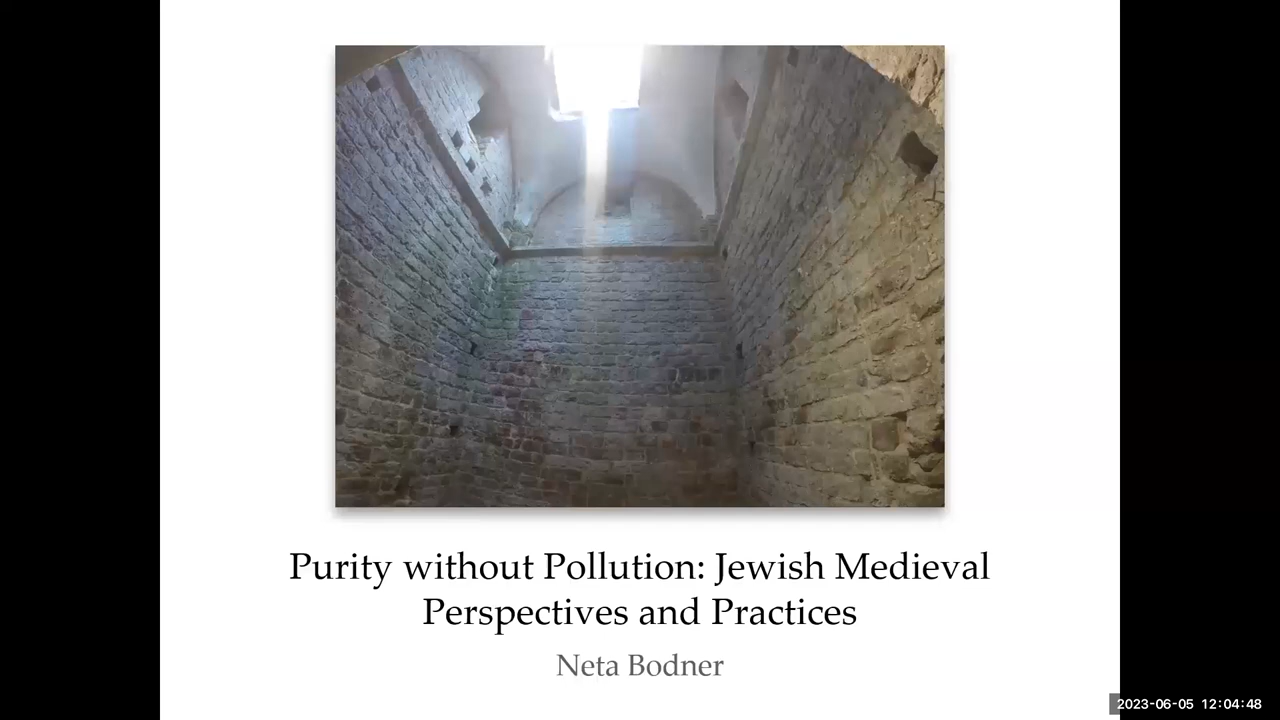 Purity without Pollution: Jewish Medieval
Perspectives and Practices
Neta Bodner
2023-06-05 12:04:48